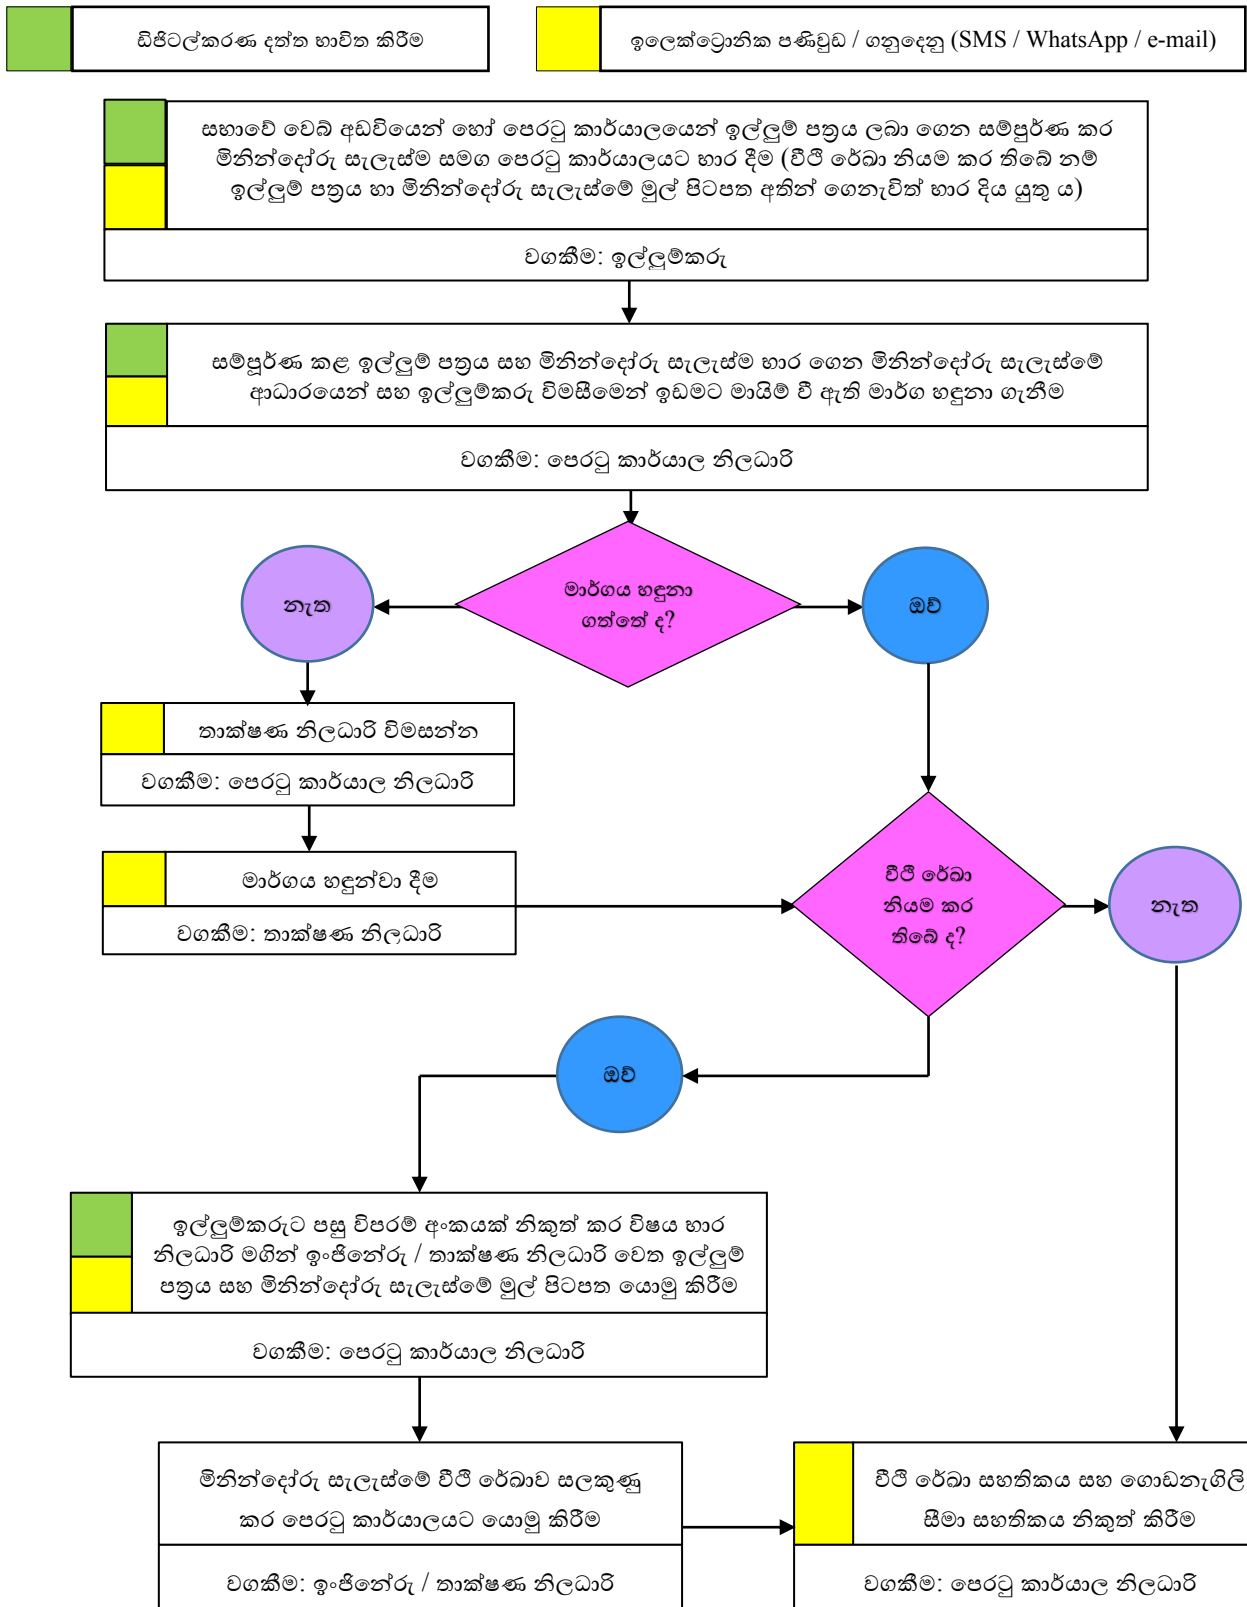 ඩිජිටල්කරණ දත්ත භාවිත කිරීම
ඉලෙක්ට්‍රොනික පණිවුඩ / ගනුදෙනු (SMS / WhatsApp / e-mail)
සභාවේ වෙබ් අඩවියෙන් හෝ පෙරටු කාර්යාලයෙන් ඉල්ලුම් පත්‍රය ලබා ගෙන සම්පුර්ණ කර
මිනින්දෝරු සැලැස්ම සමග පෙරටු කාර්යාලයට භාර දීම (වීථි රේඛා නියම කර තිබේ නම්
ඉල්ලුම් පත්‍රය හා මිනින්දෝරු සැලැස්මේ මුල් පිටපත අතින් ගෙනැවිත් භාර දිය යුතු ය)
වගකීම: ඉල්ලුම්කරු
සම්පූර්ණ කළ ඉල්ලුම් පත්‍රය සහ මිනින්දෝරු සැලැස්ම භාර ගෙන මිනින්දෝරු සැලැස්මේ
ආධාරයෙන් සහ ඉල්ලුම්කරු විමසීමෙන් ඉඩමට මායිම් වී ඇති මාර්ග හඳුනා ගැනීම
වගකීම: පෙරටු කාර්යාල නිලධාරි
මාර්ගය හඳුනා
ගත්තේ ද?
නැත
ඔව්
තාක්ෂණ නිලධාරි විමසන්න
වගකීම: පෙරටු කාර්යාල නිලධාරි
මාර්ගය හඳුන්වා දීම
වගකීම: තාක්ෂණ නිලධාරි
වීථි රේඛා
නියම කර
තිබේ ද?
නැත
ඔව්
ඉල්ලුම්කරුට පසු විපරම් අංකයක් නිකුත් කර විෂය භාර
නිලධාරි මගින් ඉංජිනේරු / තාක්ෂණ නිලධාරි වෙත ඉල්ලුම්
පත්‍රය සහ මිනින්දෝරු සැලැස්මේ මුල් පිටපත යොමු කිරීම
වගකීම: පෙරටු කාර්යාල නිලධාරි
මිනින්දෝරු සැලැස්මේ වීථි රේඛාව සලකුණු
කර පෙරටු කාර්යාලයට යොමු කිරීම
වගකීම: ඉංජිනේරු / තාක්ෂණ නිලධාරි
වීථි රේඛා සහතිකය සහ ගොඩනැගිලි
සීමා සහතිකය නිකුත් කිරීම
වගකීම: පෙරටු කාර්යාල නිලධාරි